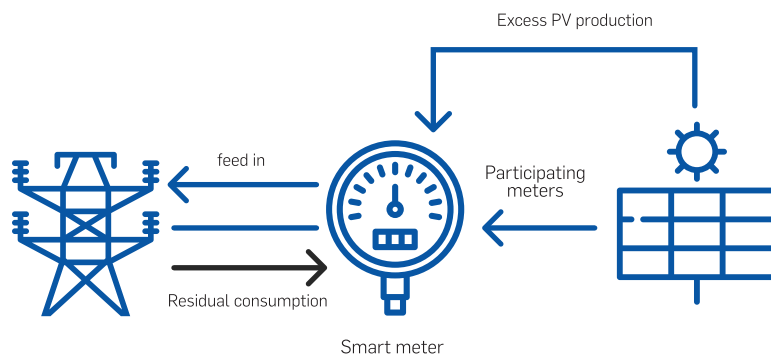 Excess PV production
feed in
Participating
meters
Residual consumption
Smart meter